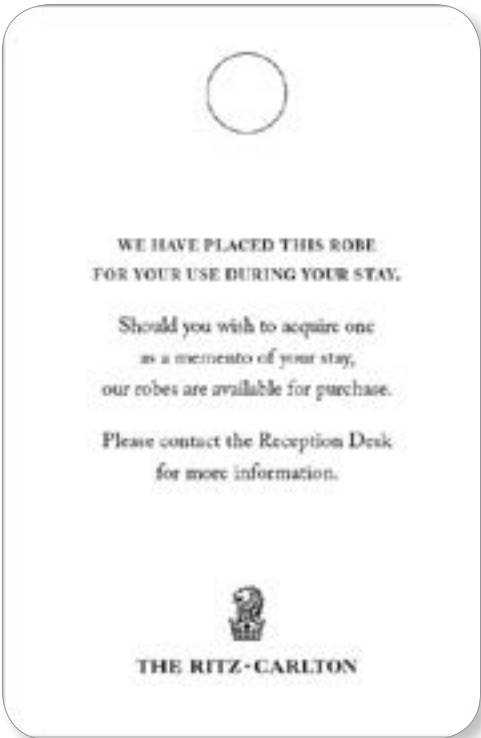 WE HAVE PLACED THIS ROBE
FOR YOUR USE DURING YOUR STAY.
Should you wish to acquire one
as a memento of your stay,
our robes are available for purchase.
Please contact the Reception Desk
for more information.
THE RITZ-CARLTON